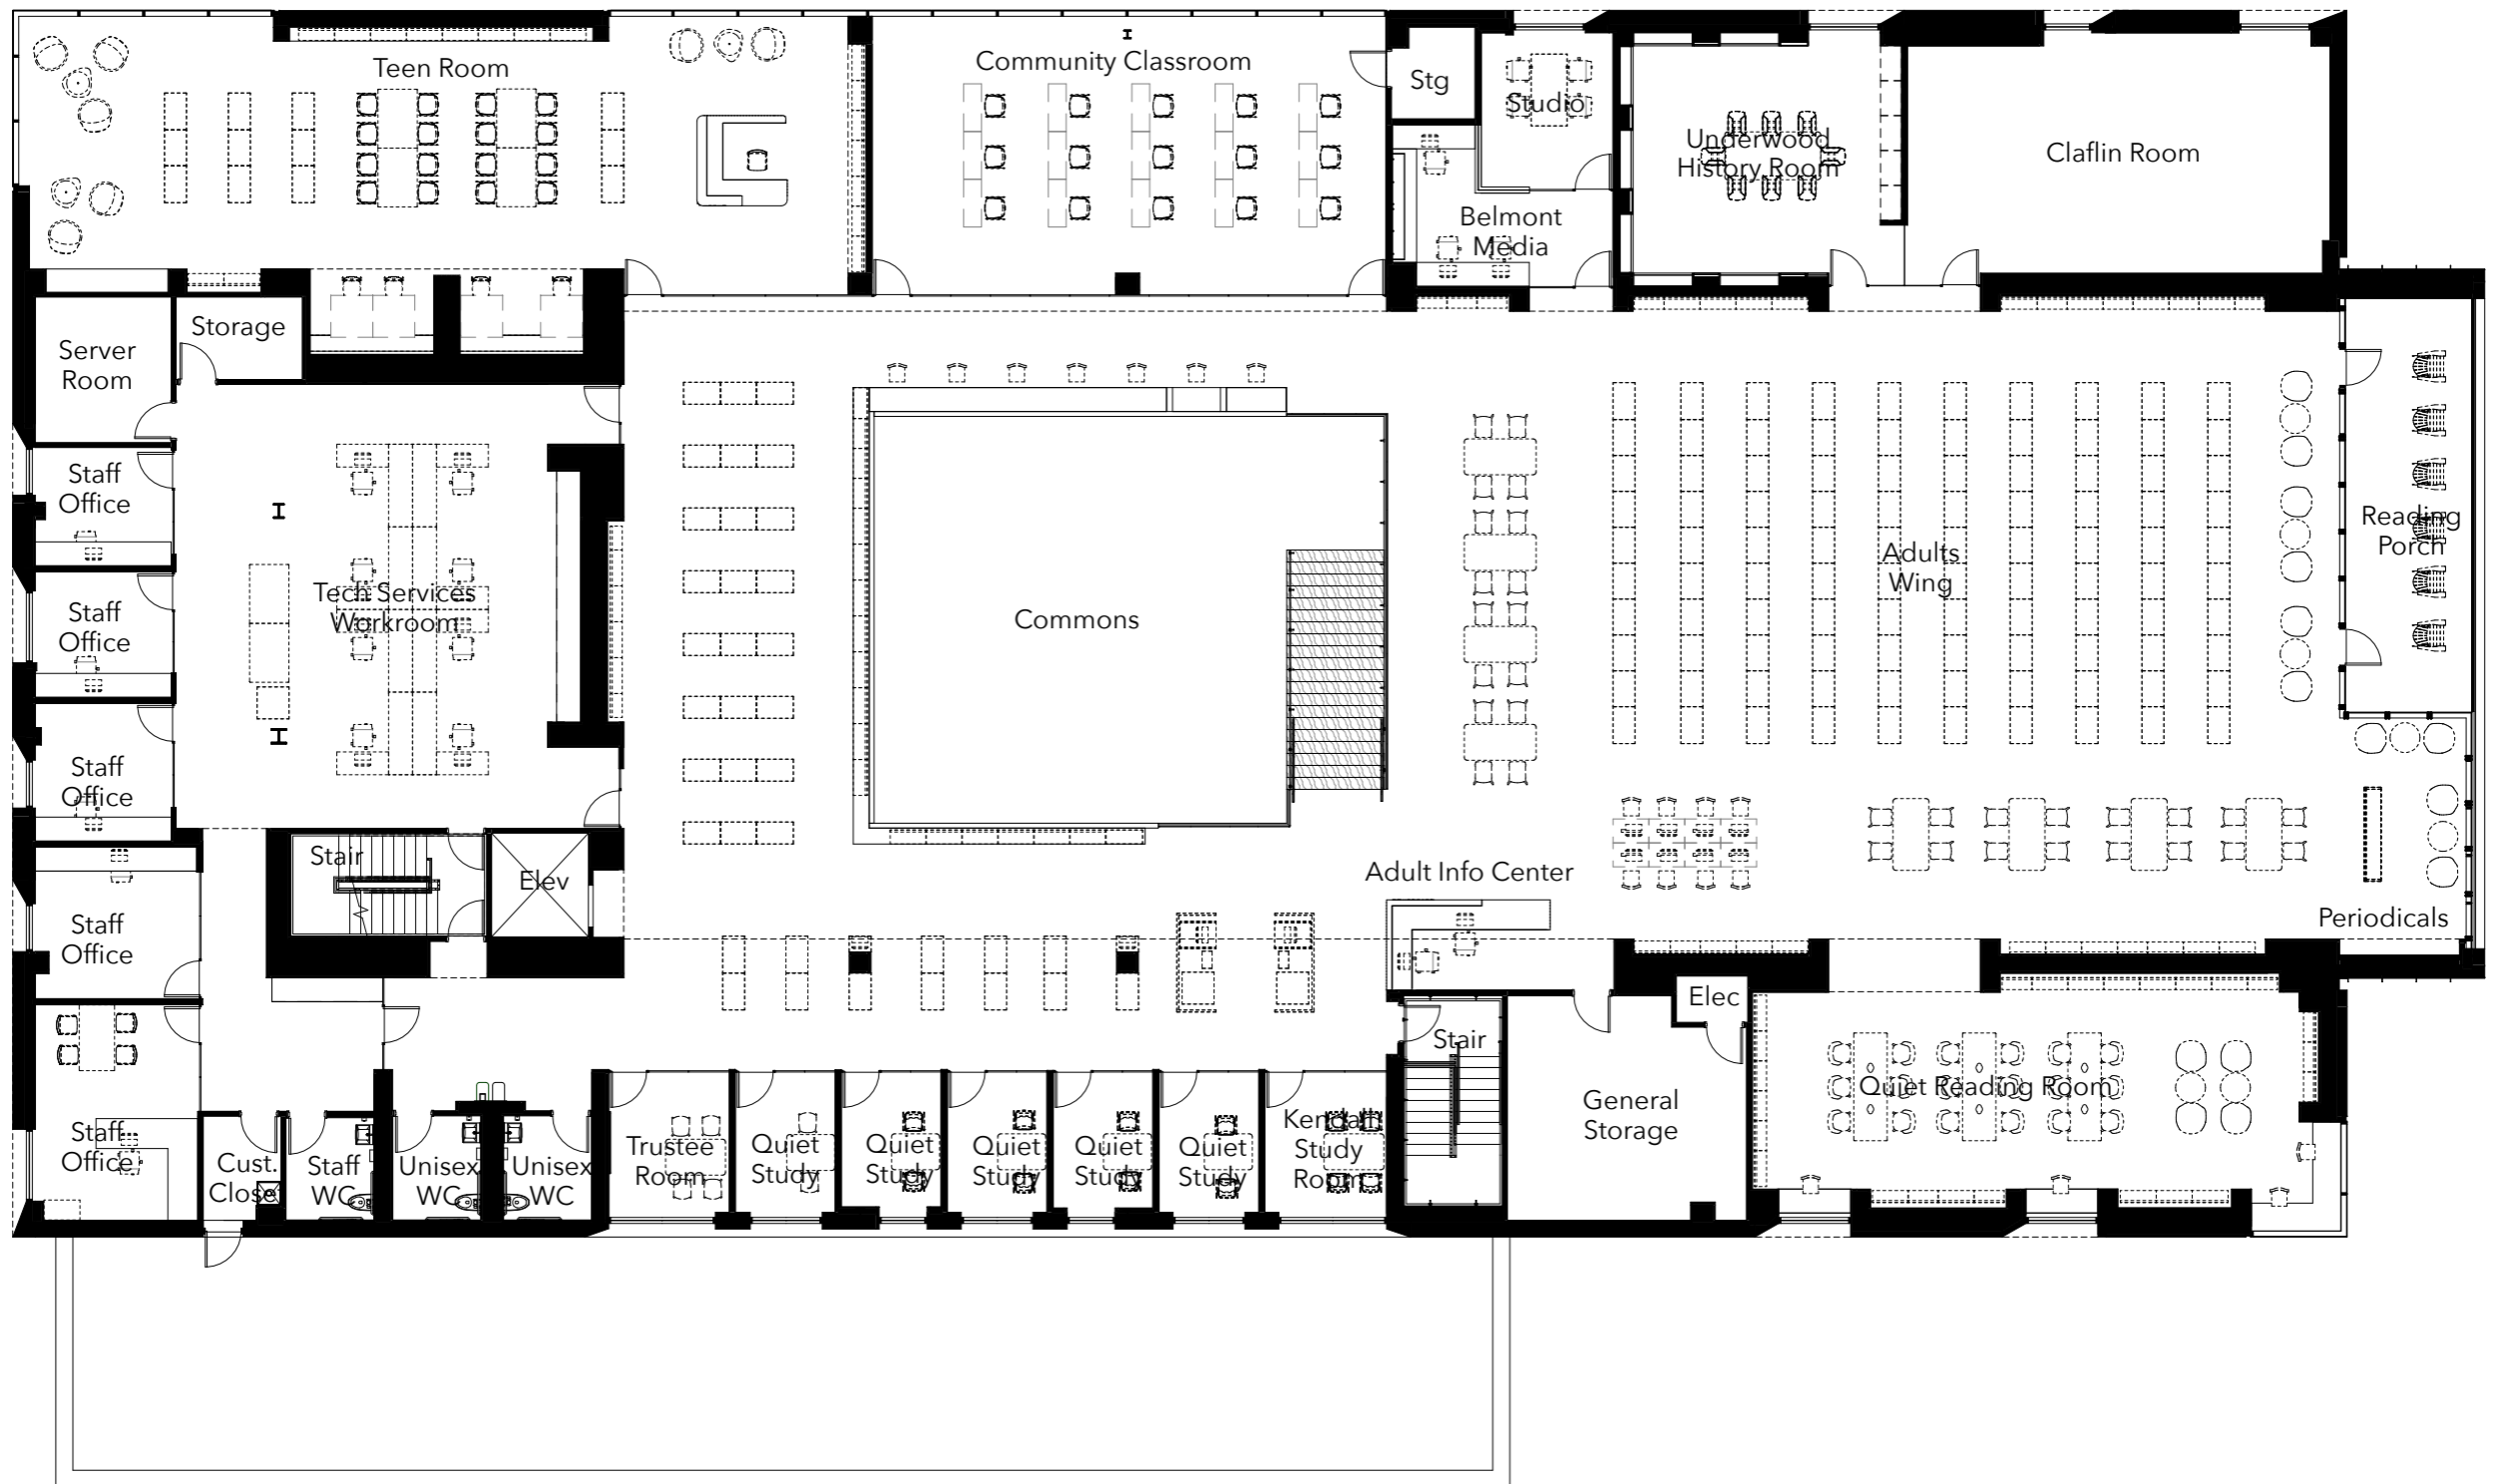 Teen Room
Community Classroom
Stg
Studio
Underwood
History Room
Claflin Room
Belmont
Media
Storage
Server
Room
Staff
Office
Staff
Office
Staff
Office
Tech Services
Workroom
Commons
Adults
Wing
Reading
Porch
Stair
Elev
Adult Info Center
Periodicals
Staff
Office
Elec
Stair
General
Storage
Quiet Reading Room
Staff
Office
Cust.
Closet
Staff
WC
Unisex
WC
Unisex
WC
Trustee
Room
Quiet
Study
Quiet
Study
Quiet
Study
Quiet
Study
Quiet
Study
Kendall
Study
Room